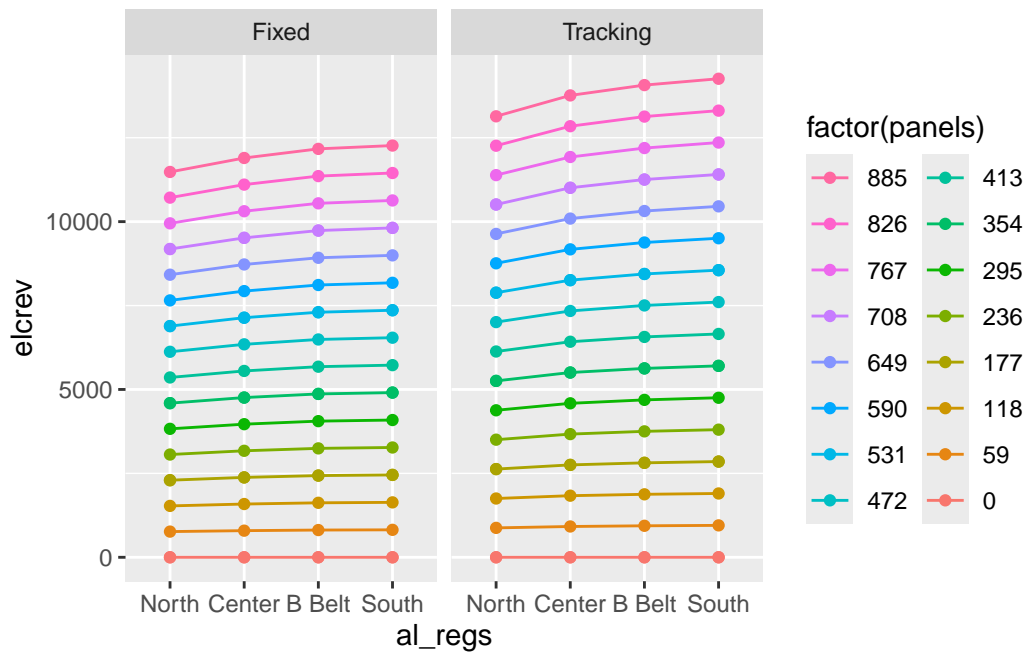 Fixed
Tracking
elcrev
10000
5000
0
North Center B Belt South
North Center B Belt South
al_regs
factor(panels)
885
826
767
708
649
590
531
472
413
354
295
236
177
118
59
0